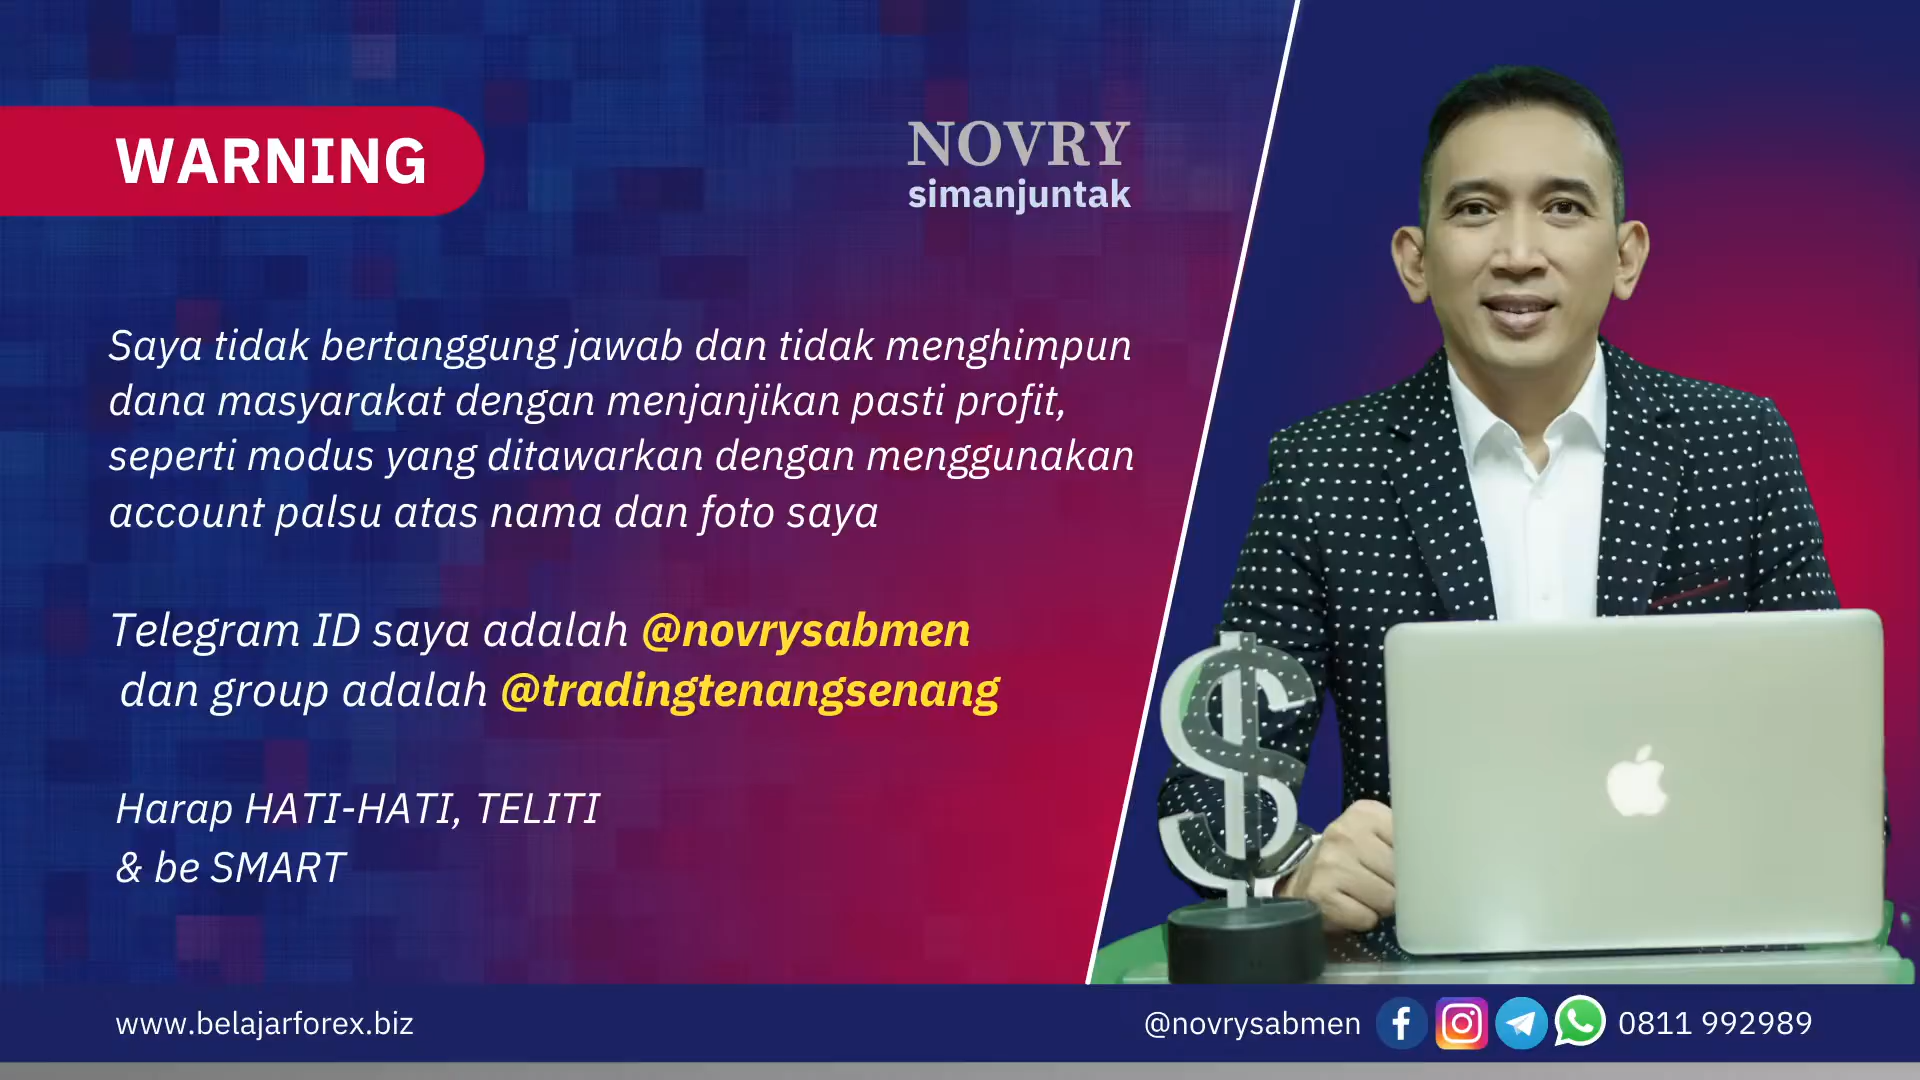 WARNING
NOVRY
simanjuntak
Saya tidak bertanggung jawab dan tidak menghimpun
dana masyarakat dengan menjanjikan pasti profit,
seperti modus yang ditawarkan dengan menggunakan
account palsu atas nama dan foto saya
Telegram ID saya adalah @novrysabmen
dan group adalah @tradingtenangsenang
Harap HATI-HATI, TELITI
& be SMART
www.belajarforex.biz
@novrysabmen
0811 992989